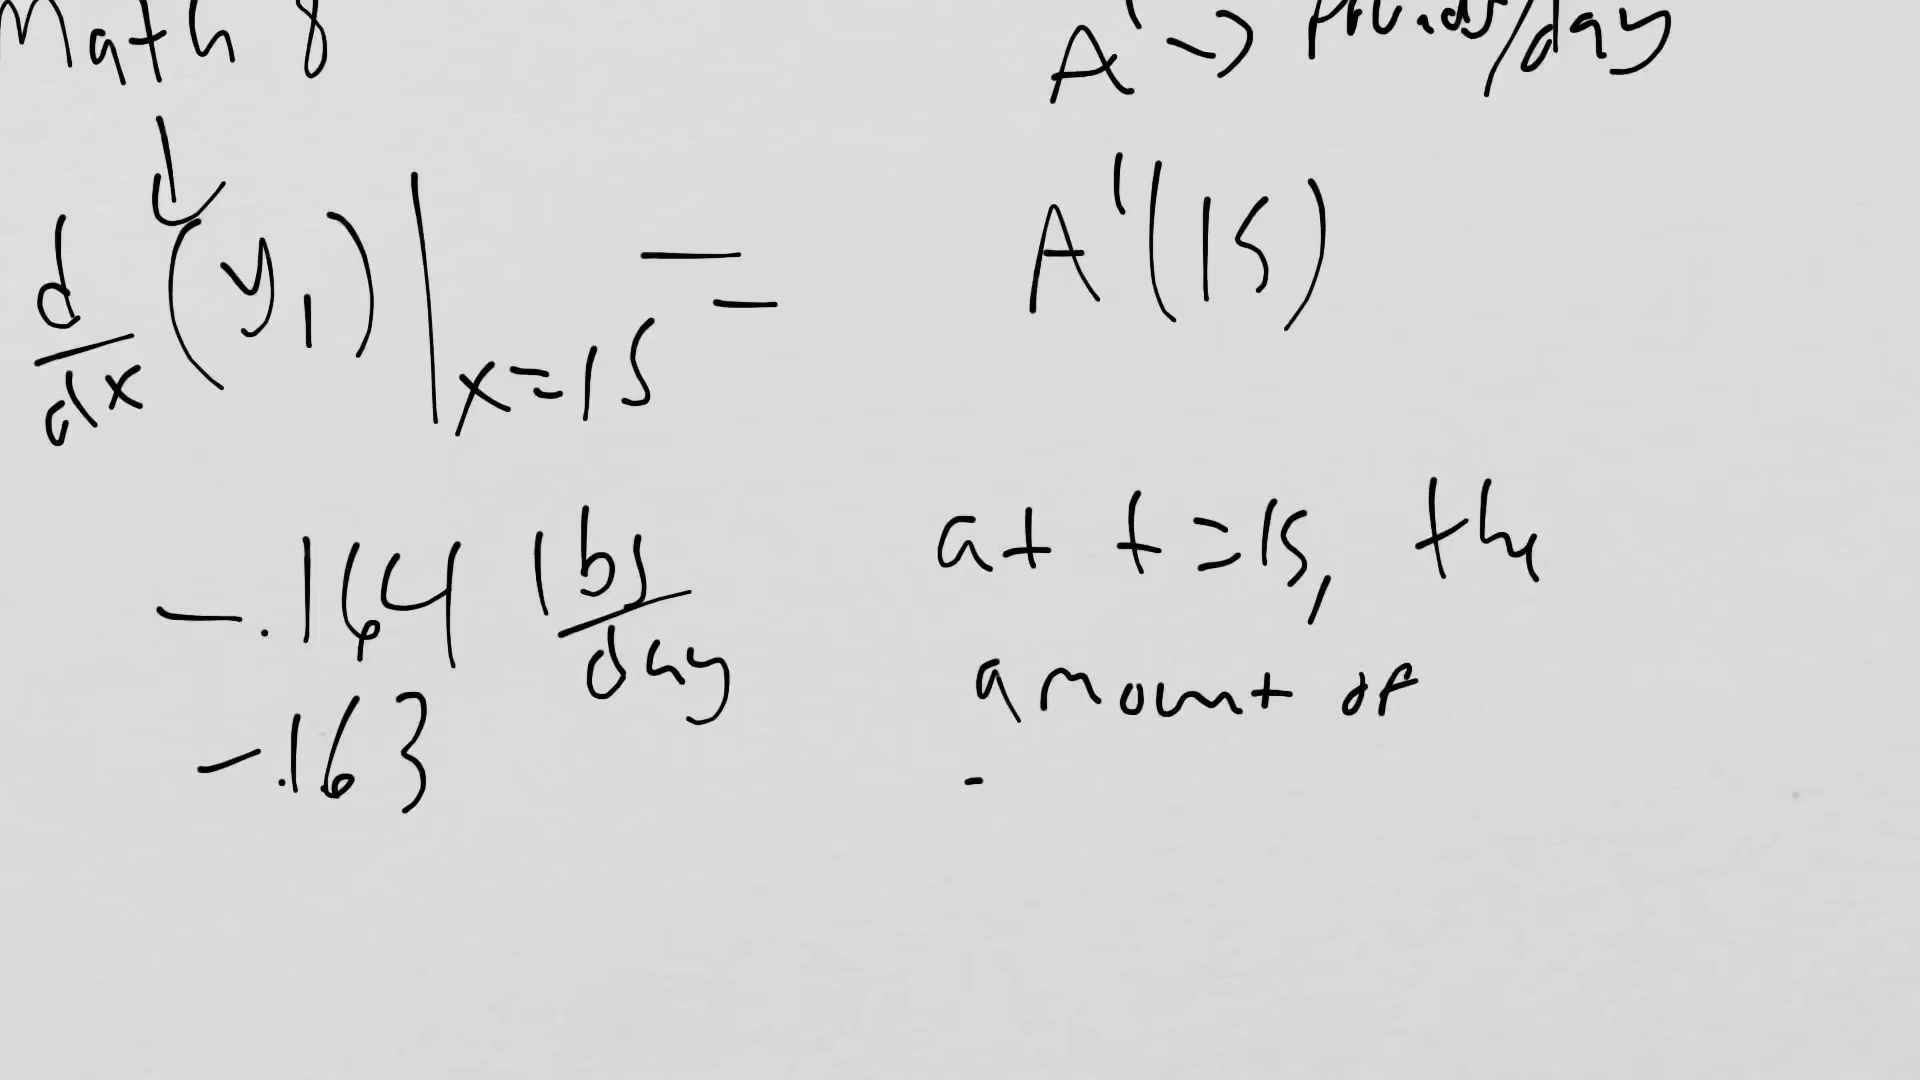 Math 8
A' → pounds/day
d/dx (y₁) |x=15 = A'(15)
-.164 lbs/day
-.163
at t=15, the
amount of